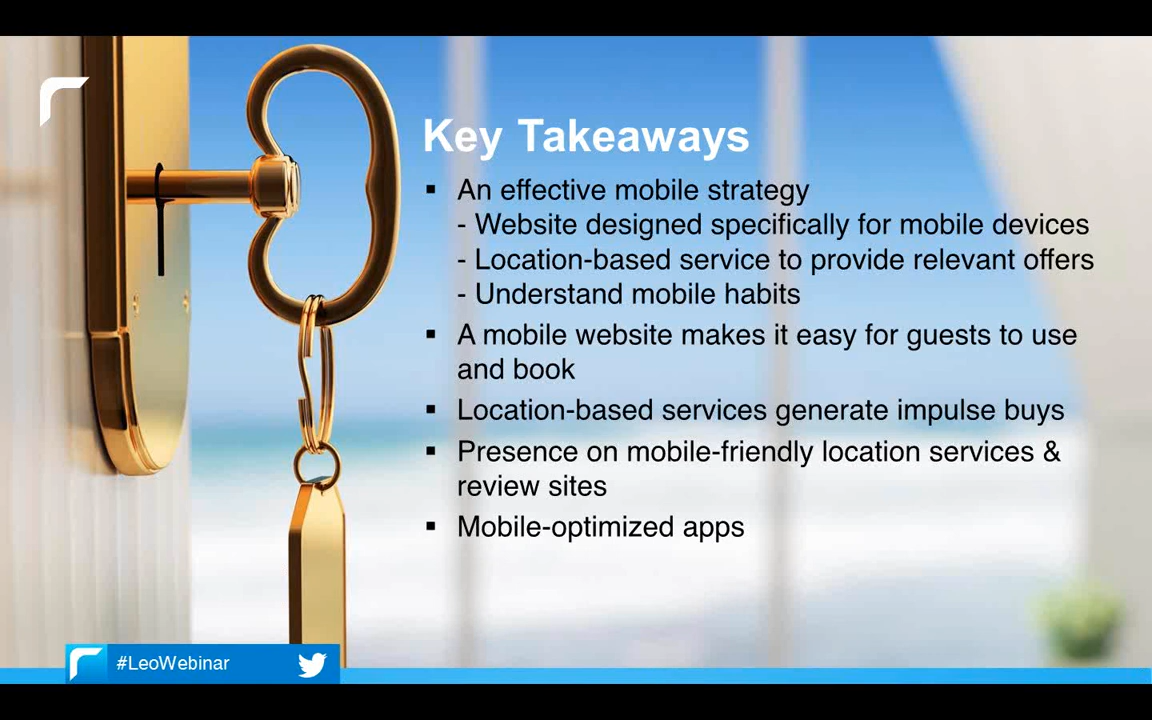 Key Takeaways
▪ An effective mobile strategy
- Website designed specifically for mobile devices
- Location-based service to provide relevant offers
- Understand mobile habits
▪ A mobile website makes it easy for guests to use
and book
▪ Location-based services generate impulse buys
▪ Presence on mobile-friendly location services &
review sites
▪ Mobile-optimized apps
#LeoWebinar